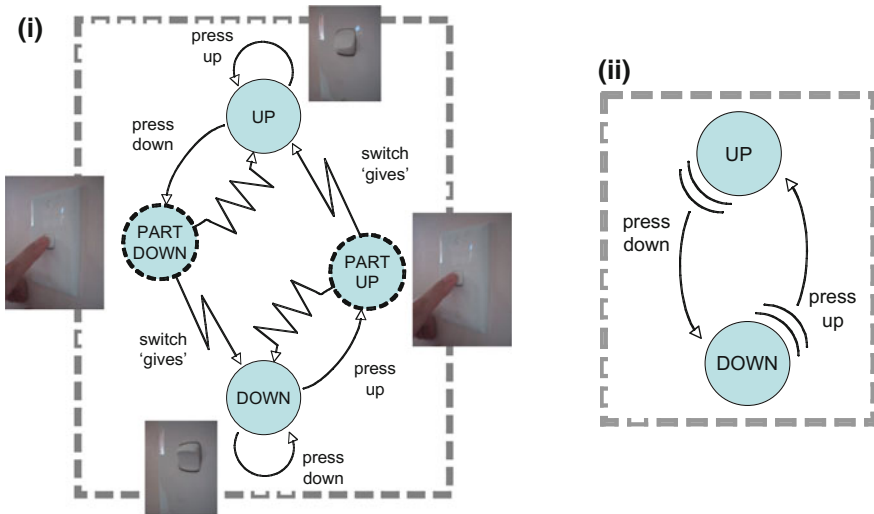 (i)
press
up
UP
press
down
switch
‘gives’
PART
DOWN
PART
UP
switch
‘gives’
press
up
DOWN
press
down
(ii)
UP
press
down
press
up
DOWN